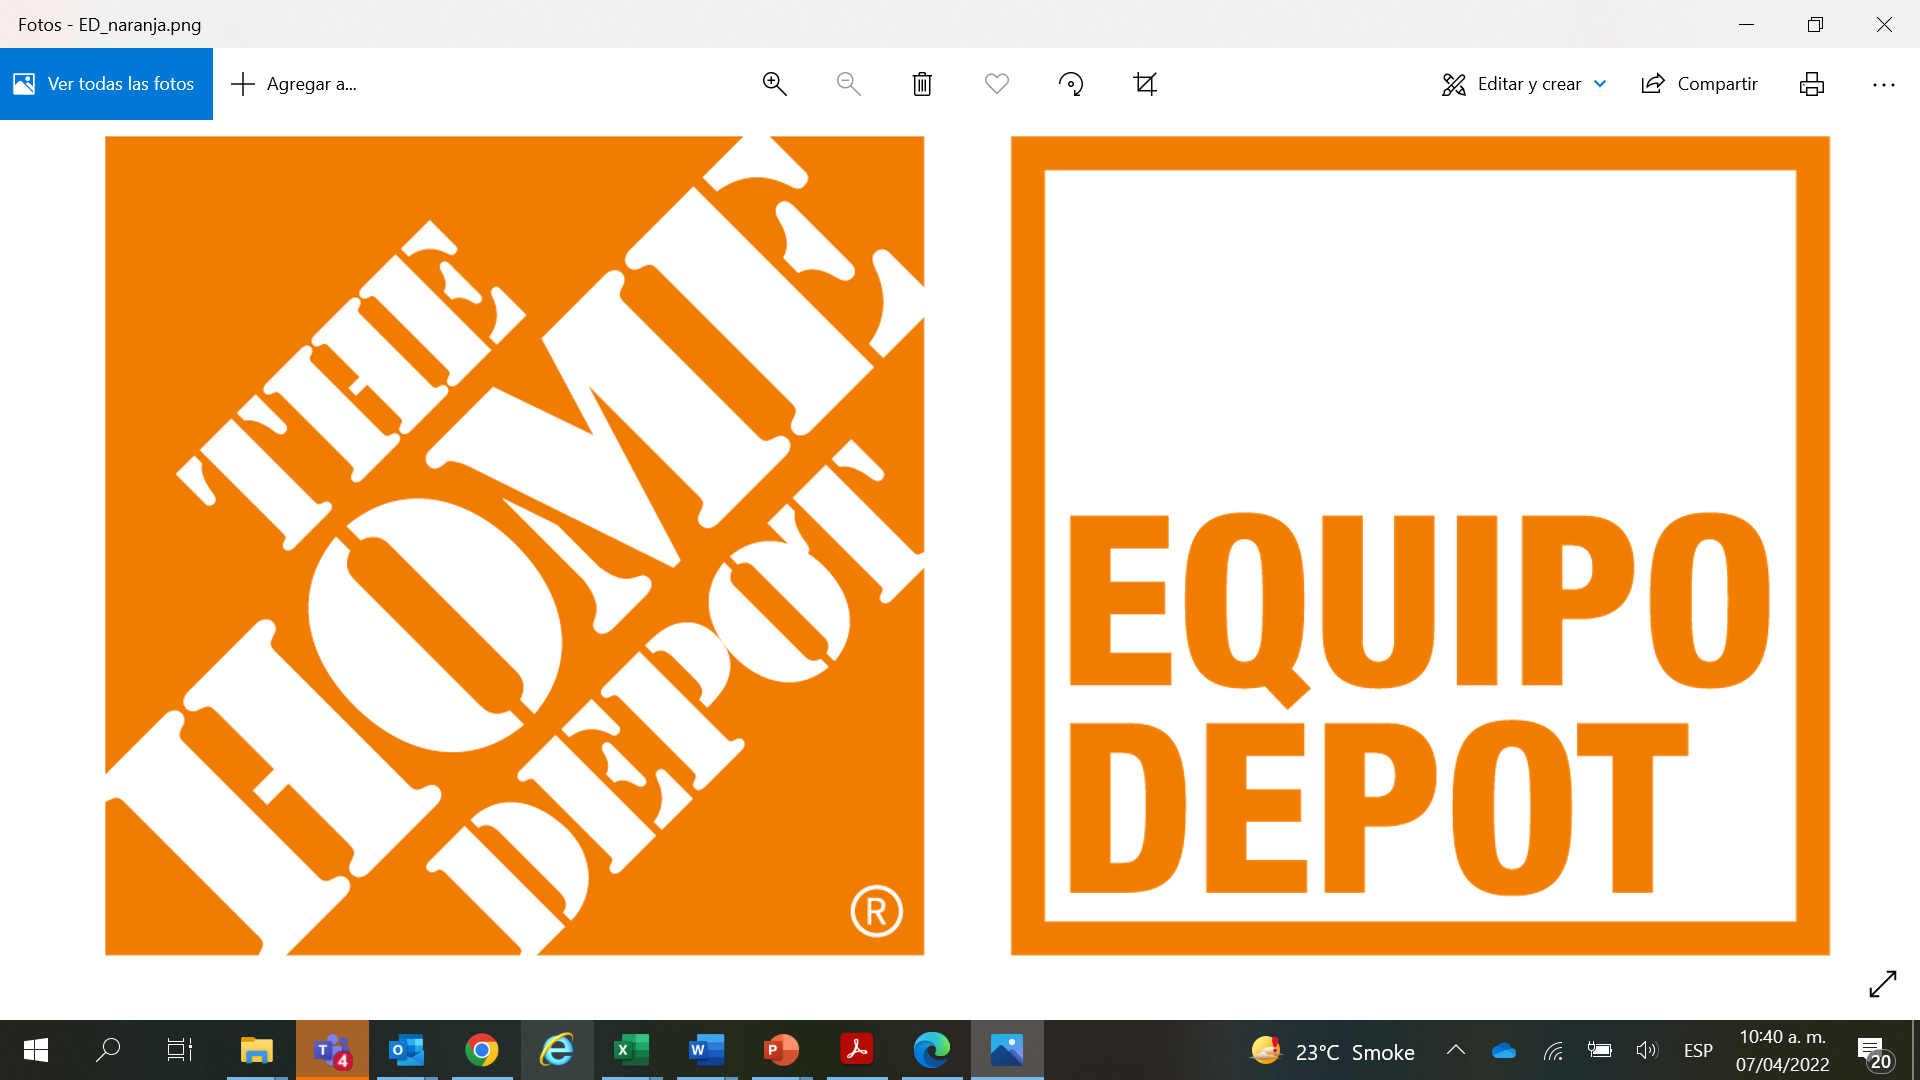 Fotos - ED_naranja.png
Ver todas las fotos
Agregar a...
Editar y crear
Compartir
THE
HOME
DEPOT
®
EQUIPO
DEPOT
T 4
O
X
W
P
23°C Smoke
ESP
10:40 a. m.
07/04/2022
20